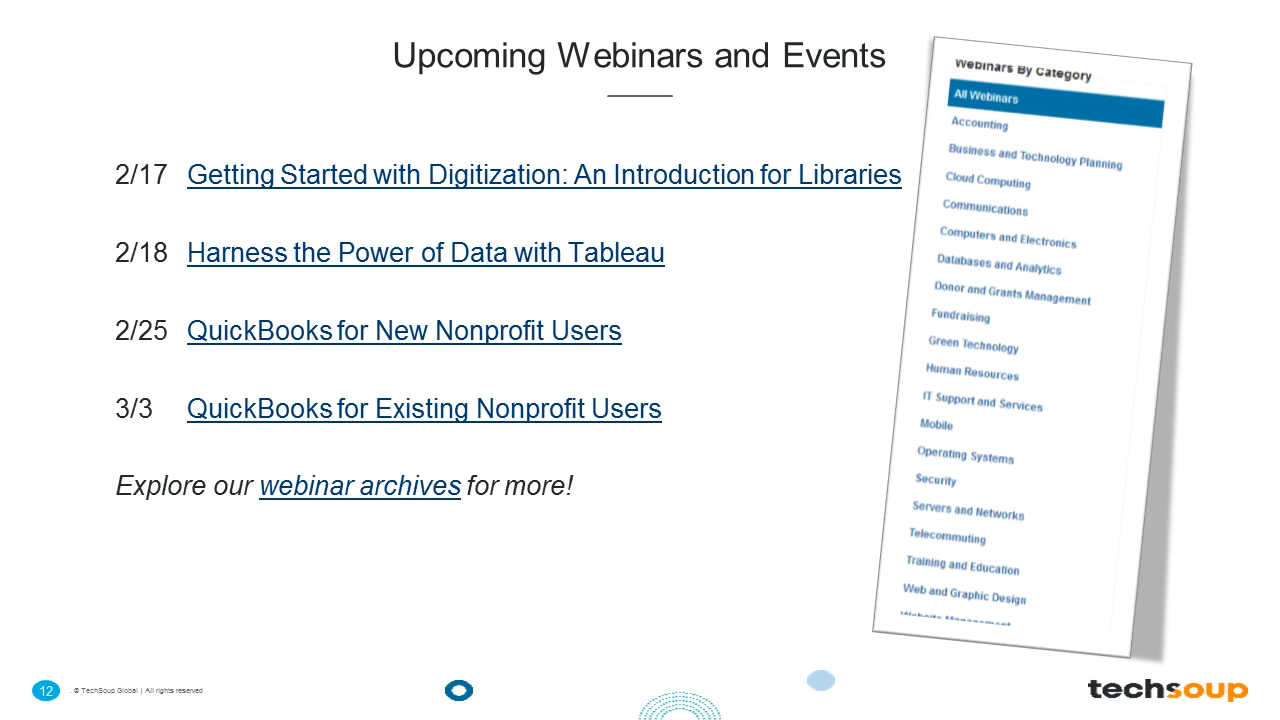 Upcoming Webinars and Events
2/17 Getting Started with Digitization: An Introduction for Libraries
2/18 Harness the Power of Data with Tableau
2/25 QuickBooks for New Nonprofit Users
3/3 QuickBooks for Existing Nonprofit Users
Explore our webinar archives for more!
Webinars By Category
All Webinars
Accounting
Business and Technology Planning
Cloud Computing
Communications
Computers and Electronics
Databases and Analytics
Donor and Grants Management
Fundraising
Green Technology
Human Resources
IT Support and Services
Mobile
Operating Systems
Security
Servers and Networks
Telecommuting
Training and Education
Web and Graphic Design
Website Management
12 . © TechSoup Global | All rights reserved
techsoup